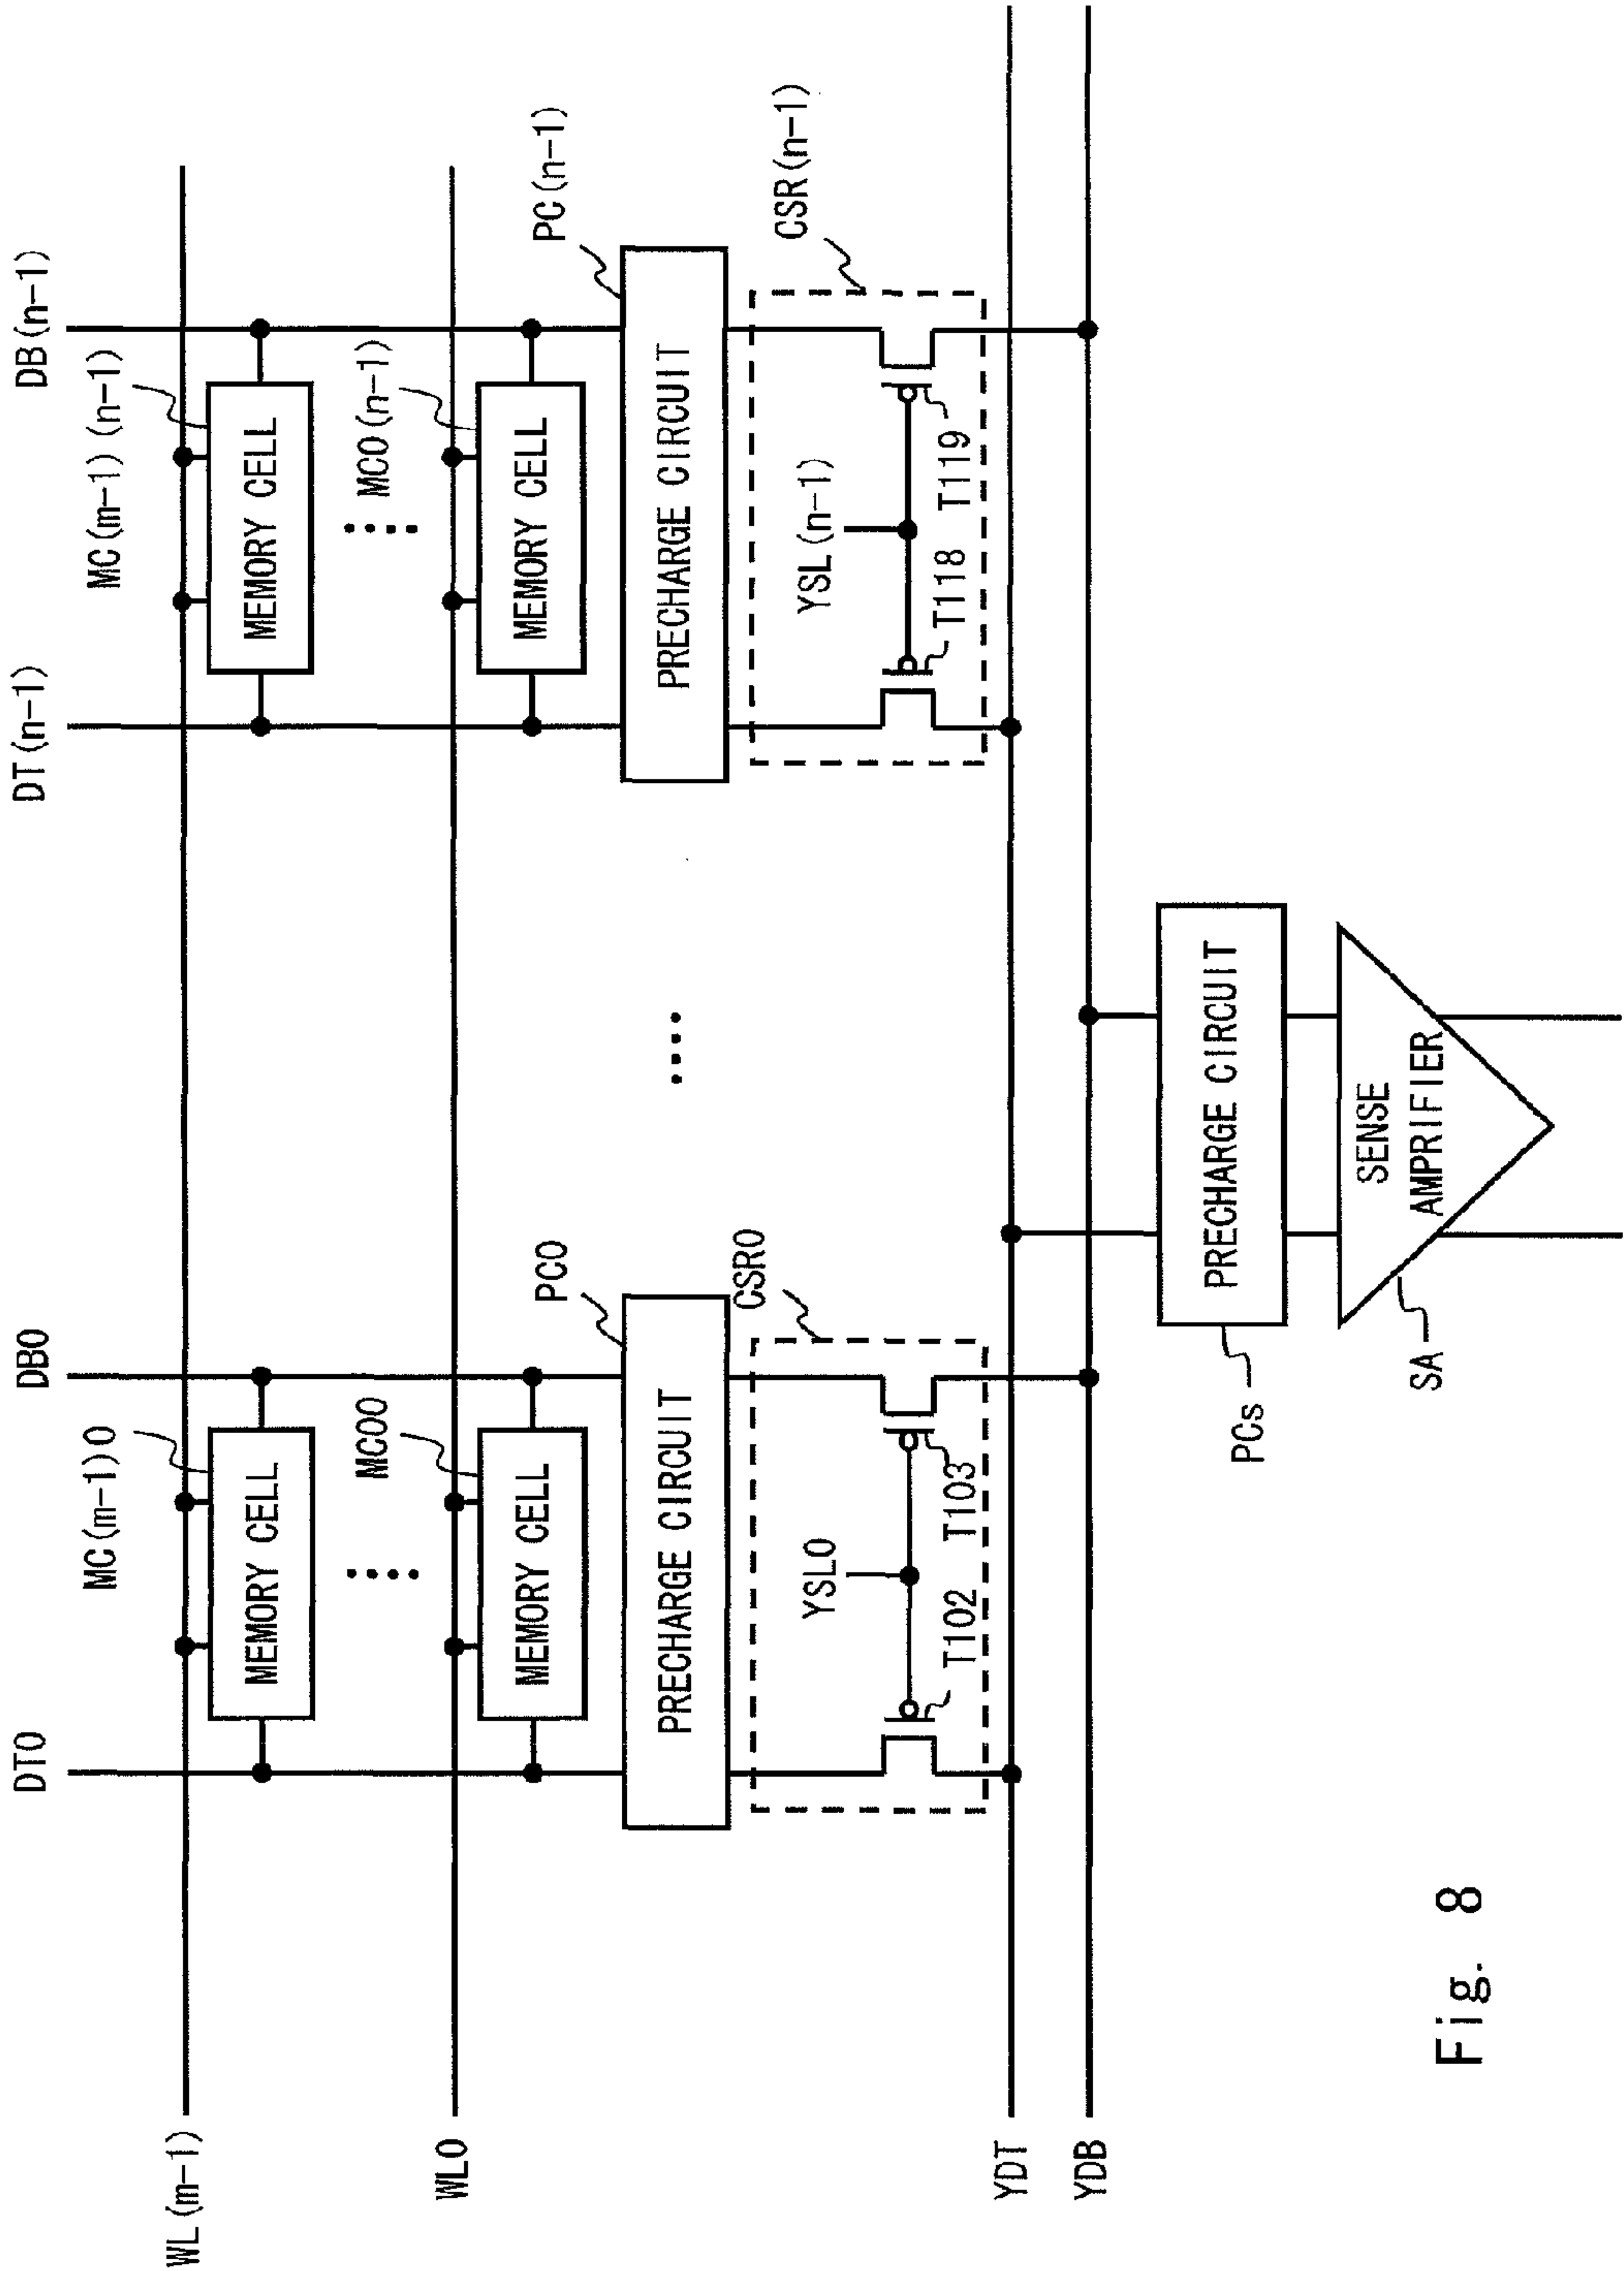 DT0
DB0
DT(n-1)
DB(n-1)
WL(m-1)
MC(m-1)0
MEMORY CELL
MC(m-1)(n-1)
MEMORY CELL
WL0
MC00
MEMORY CELL
MC0(n-1)
MEMORY CELL
PC0
PRECHARGE CIRCUIT
PC(n-1)
PRECHARGE CIRCUIT
CSR0
YSL0
T102
T103
CSR(n-1)
YSL(n-1)
T118
T119
YDT
YDB
PCs
PRECHARGE CIRCUIT
SA
SENSE
AMPRIFIER
Fig. 8